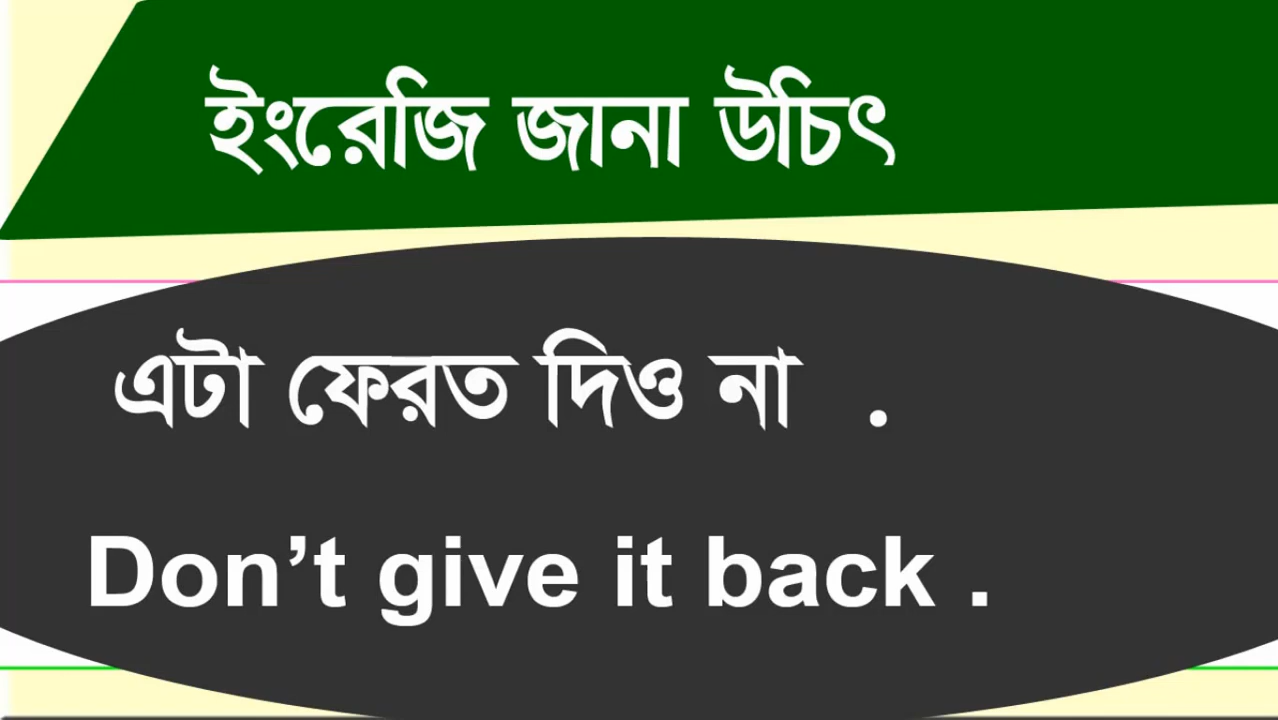 ইংরেজি জানা উচিৎ
এটা ফেরত দিও না .
Don’t give it back .